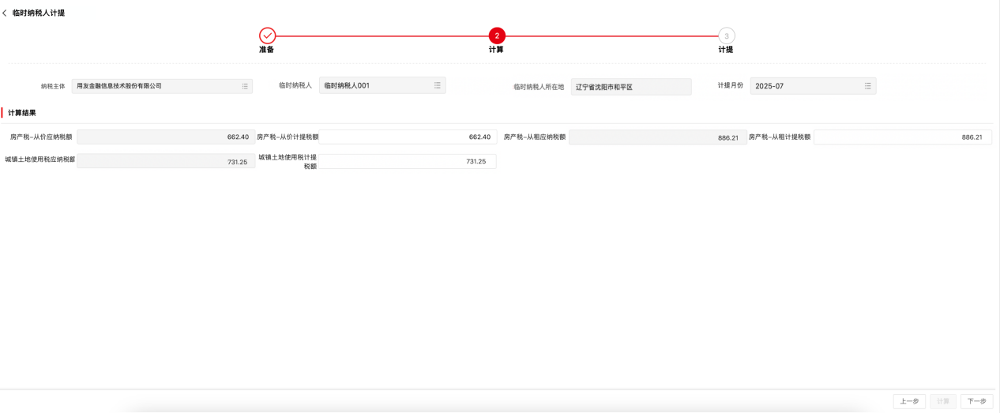 临时纳税人计提
2 3
准备 计算 计提
纳税主体 用友金融信息技术股份有限公司 临时纳税人 临时纳税人001 临时纳税人所在地 辽宁省沈阳市和平区 计提月份 2025-07
计算结果
房产税-从价应纳税额 662.40 房产税-从价计提税额 662.40 房产税-从租应纳税额 886.21 房产税-从租计提税额 886.21
城镇土地使用税应纳税额 731.25 城镇土地使用税计提
税额 731.25
上一步 计算 下一步